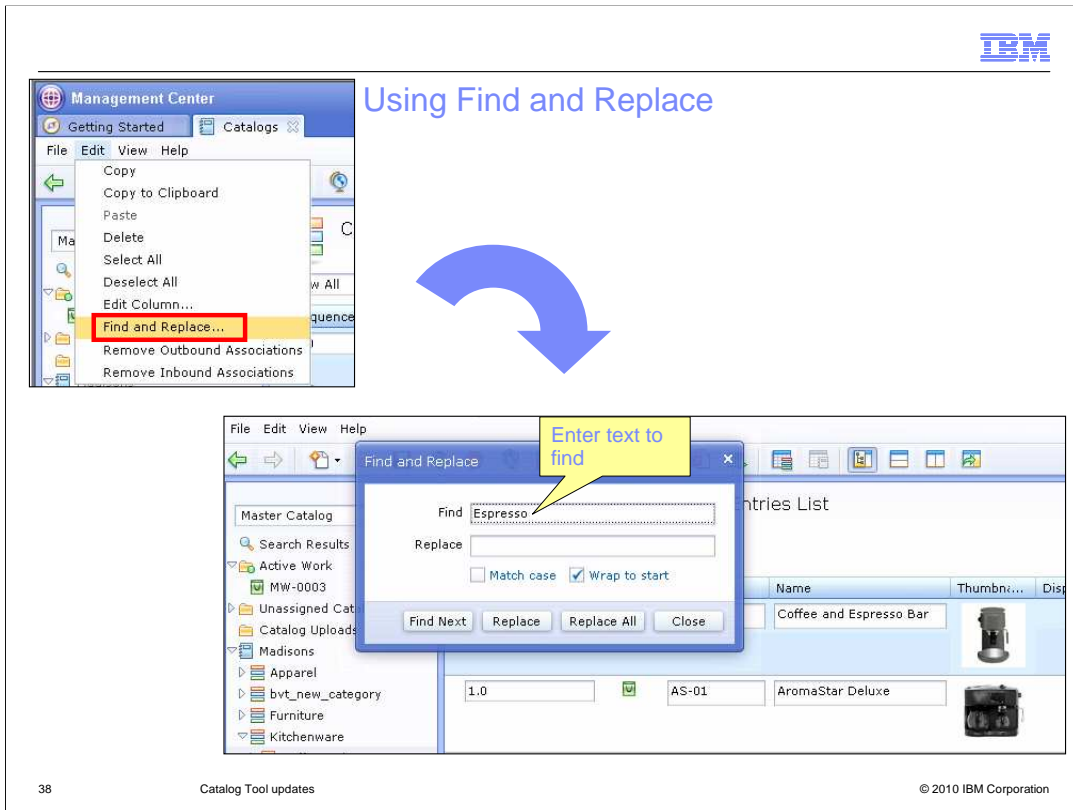 IBM
Using Find and Replace
Management Center
Getting Started
Catalogs
File Edit View Help
Copy
Copy to Clipboard
Paste
Delete
Select All
Deselect All
Edit Column...
Find and Replace...
Remove Outbound Associations
Remove Inbound Associations
File Edit View Help
Enter text to
find
Find and Replace
Find Espresso
Replace
Match case
Wrap to start
Find Next
Replace
Replace All
Close
Entries List
Master Catalog
Search Results
Active Work
MW-0003
Unassigned Cat
Catalog Uploads
Madisons
Apparel
bvt_new_category
Furniture
Kitchenware
Name
Thumbna...
Disp
Coffee and Espresso Bar
1.0
AS-01
AromaStar Deluxe
38
Catalog Tool updates
© 2010 IBM Corporation